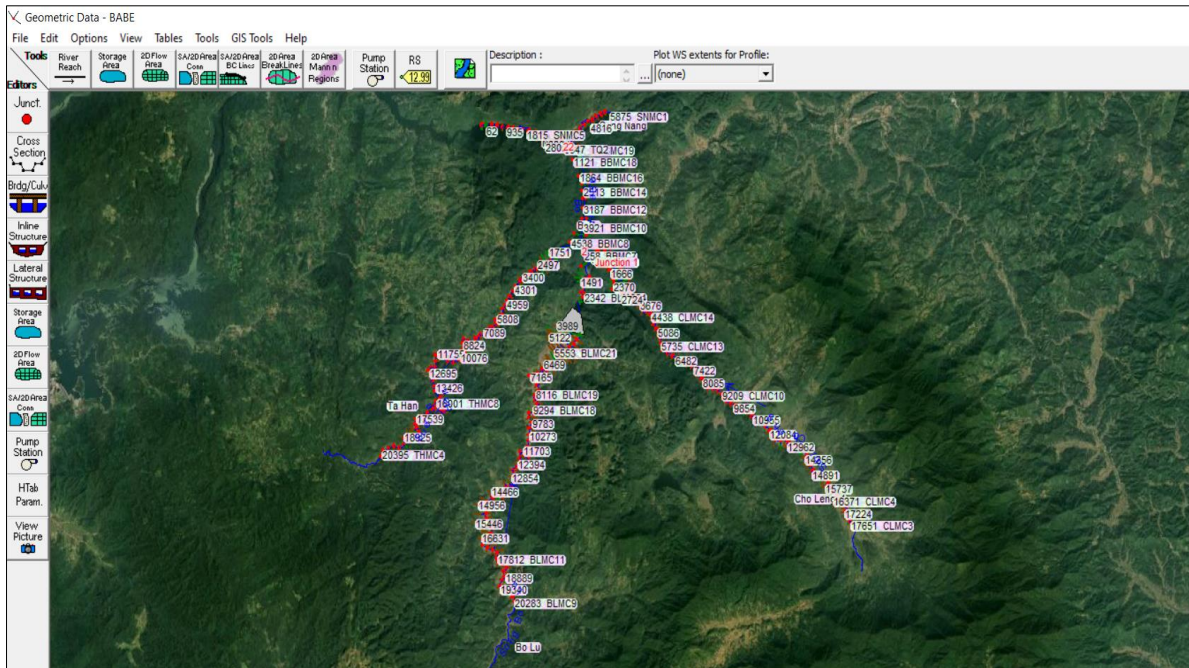 Geometric Data - BABE
File Edit Options View Tables Tools GIS Tools Help
Tools
Editors
River Reach
Storage Area
2D Flow Area
SA/2D Area Conn
SA/2D Area BC Lines
2D Area BreakLines
2D Area Mann n Regions
Pump Station
RS
12.99
Description :
...
Plot WS extents for Profile:
(none)
Junct.
Cross Section
Brdg/Culv
Inline Structure
Lateral Structure
Storage Area
2D Flow Area
SA/2D Area Conn
Pump Station
HTab Param.
View Picture
5875 SNMC1
4816
62
935
1815 SNMC5
280
1121 BBMC18
1864 BBMC16
BBMC14
3187 BBMC12
3921 BBMC10
4538 BBMC8
Junction 1
1751
2497
3400
4301
4959
5808
7089
8824
10076
12695
13426
THMC8
Ta Han
17539
18925
20395 THMC4
1491
2342
3989
5122
5553 BLMC21
6469
7165
8116 BLMC19
9294 BLMC18
9783
10273
11703
12394
12854
14466
14956
15446
16631
17812 BLMC11
18889
19340
20283 BLMC9
Bo Lu
1666
2370
2724
3676
4438 CLMC14
5086
5735 CLMC13
6482
7422
8085
9209 CLMC10
9854
10955
12084
12962
14356
14891
15737
Cho Leng
16371 CLMC4
17224
17651 CLMC3